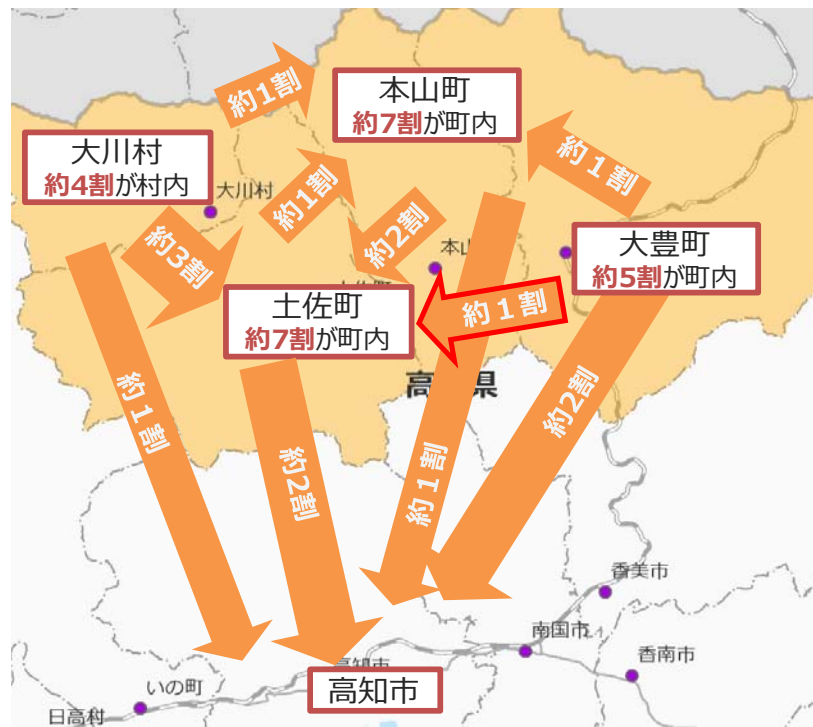 約1割
本山町
約7割が町内
大川村
約4割が村内
大川村
約1割
約1割
約3割
約2割
本山
大豊町
約5割が町内
土佐町
約7割が町内
約１割
高 県
約1割
約2割
約１割
約2割
香美市
南国市
高知市
香南市
いの町
高知市
日高村